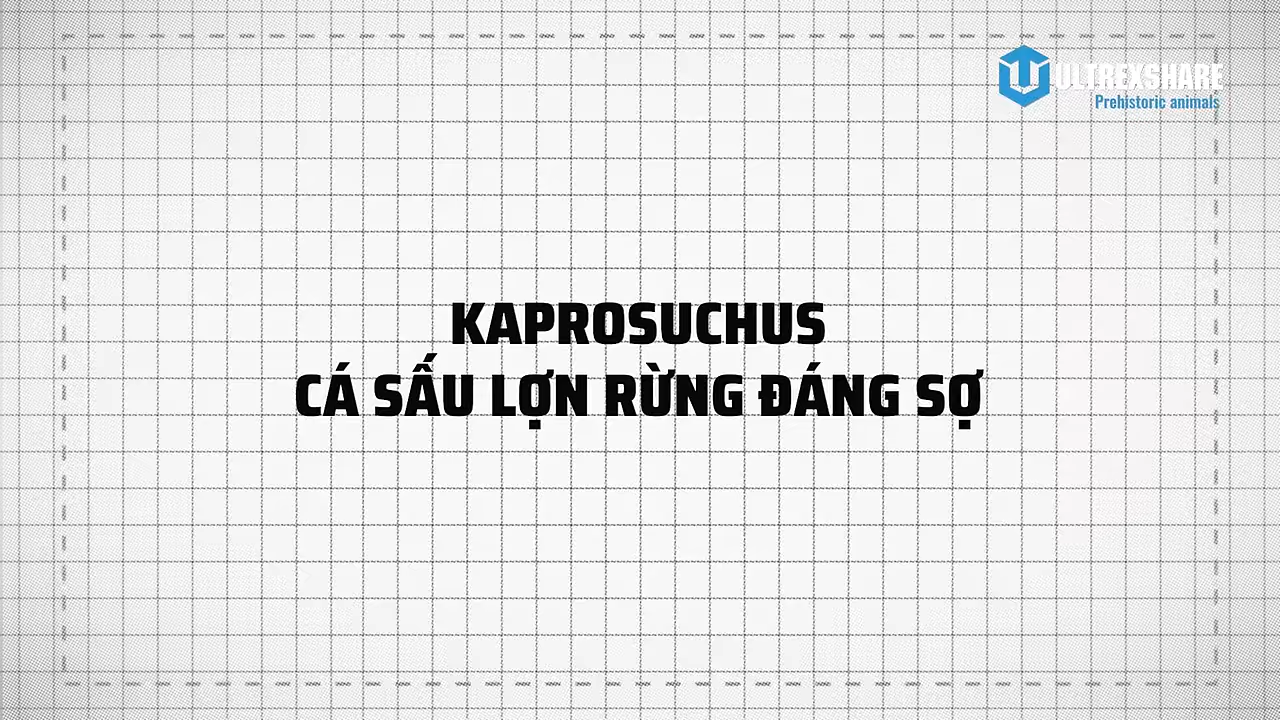 ULTREXSHARE
Prehistoric animals
KAPROSUCHUS
CÁ SẤU LỢN RỪNG ĐÁNG SỢ